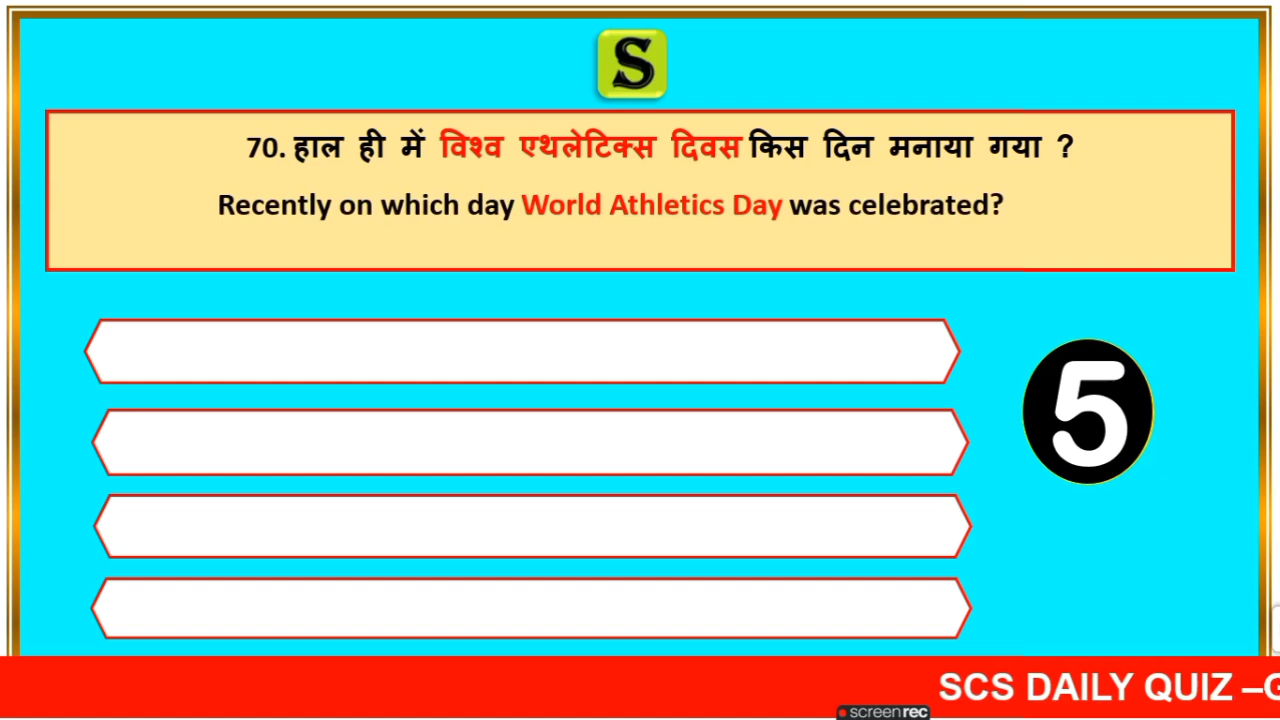 S
70. हाल ही में विश्व एथलेटिक्स दिवस किस दिन मनाया गया ?
Recently on which day World Athletics Day was celebrated?
5
SCS DAILY QUIZ –G
screenrec